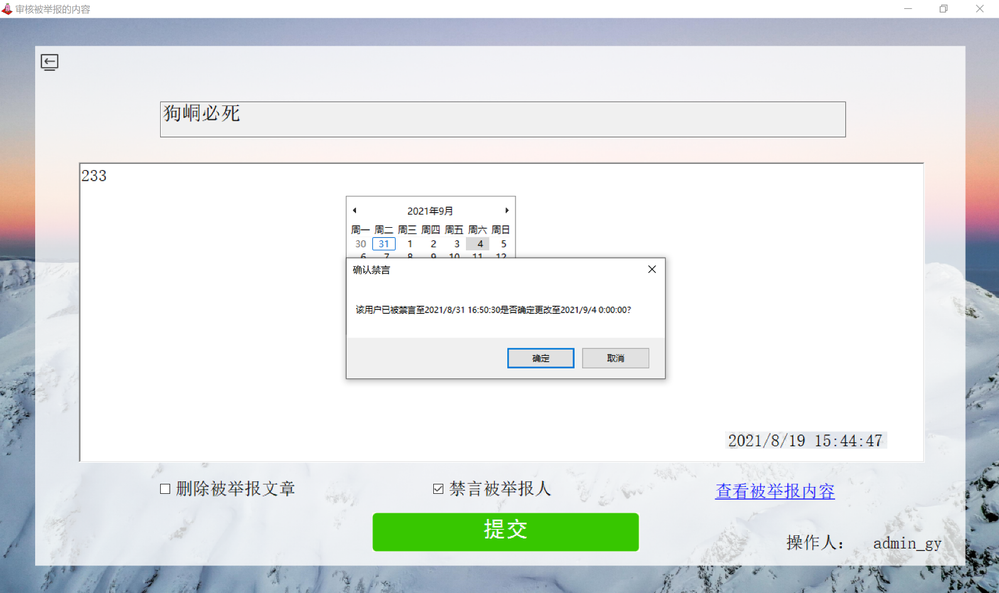 审核被举报的内容
狗峒必死
233
2021年9月
周一 周二 周三 周四 周五 周六 周日
30 31 1 2 3 4 5
6 7 8 9 10 11 12
确认禁言
该用户已被禁言至2021/8/31 16:50:30是否确定更改至2021/9/4 0:00:00?
确定 取消
2021/8/19 15:44:47
删除被举报文章 禁言被举报人 查看被举报内容
提交
操作人: admin_gy